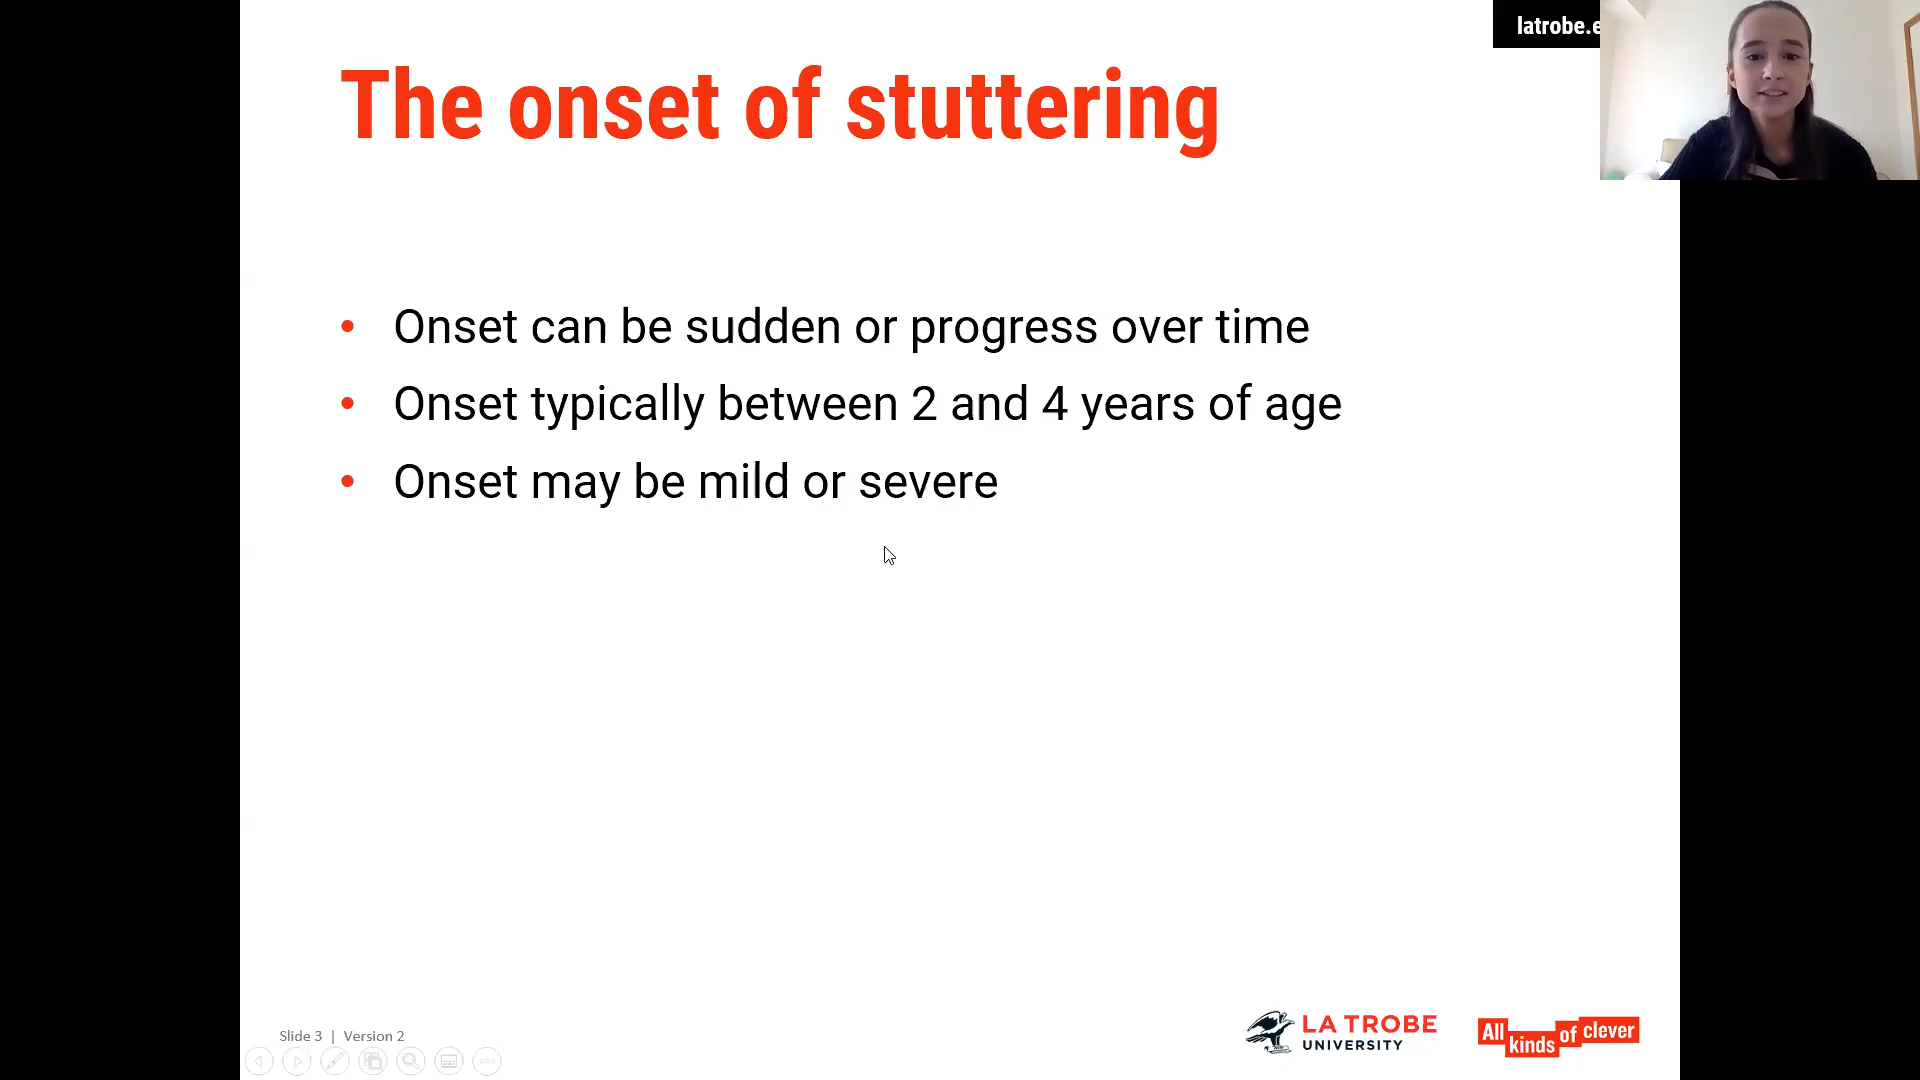 latrobe.e
The onset of stuttering
• Onset can be sudden or progress over time
• Onset typically between 2 and 4 years of age
• Onset may be mild or severe
Slide 3 | Version 2
LA TROBE
UNIVERSITY
All kinds of clever